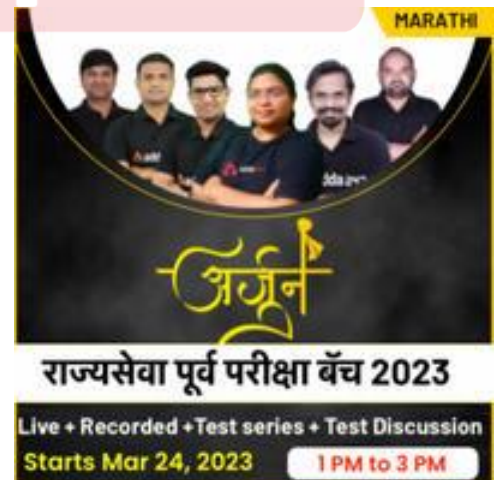 MARATHI
अर्जुन
राज्यसेवा पूर्व परीक्षा बॅच 2023
Live + Recorded +Test series + Test Discussion
Starts Mar 24, 2023 1 PM to 3 PM